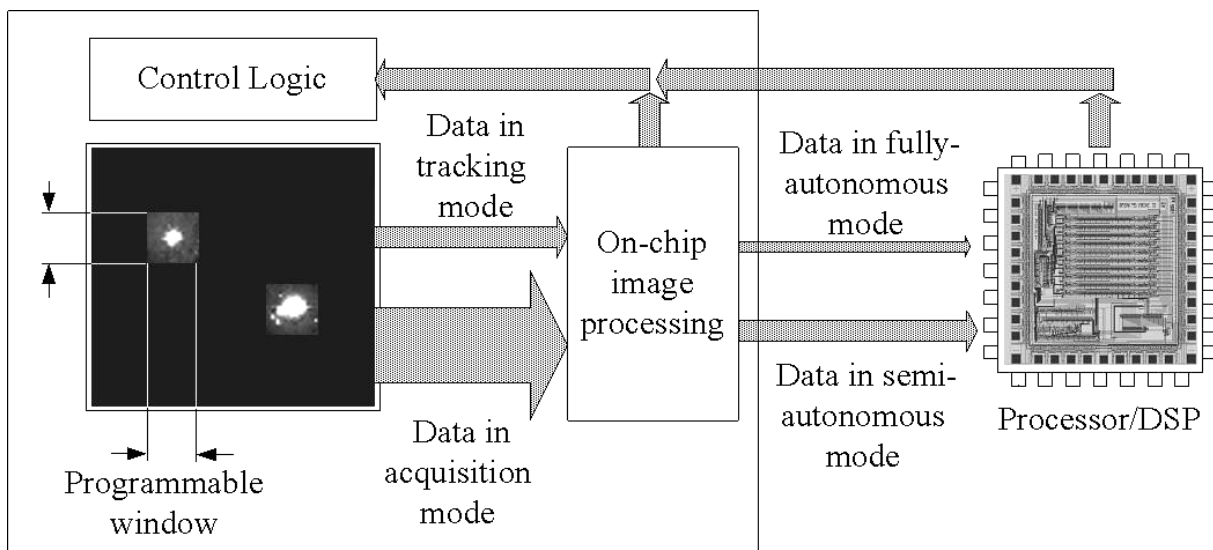 Control Logic
Data in
tracking
mode
Data in
acquisition
mode
Programmable
window
On-chip
image
processing
Data in fully-
autonomous
mode
Data in semi-
autonomous
mode
Processor/DSP